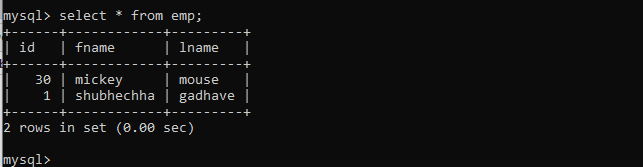 mysql> select * from emp;
+------+------------+---------+
| id   | fname      | lname   |
+------+------------+---------+
|   30 | mickey     | mouse   |
|    1 | shubhechha | gadhave |
+------+------------+---------+
2 rows in set (0.00 sec)
mysql>